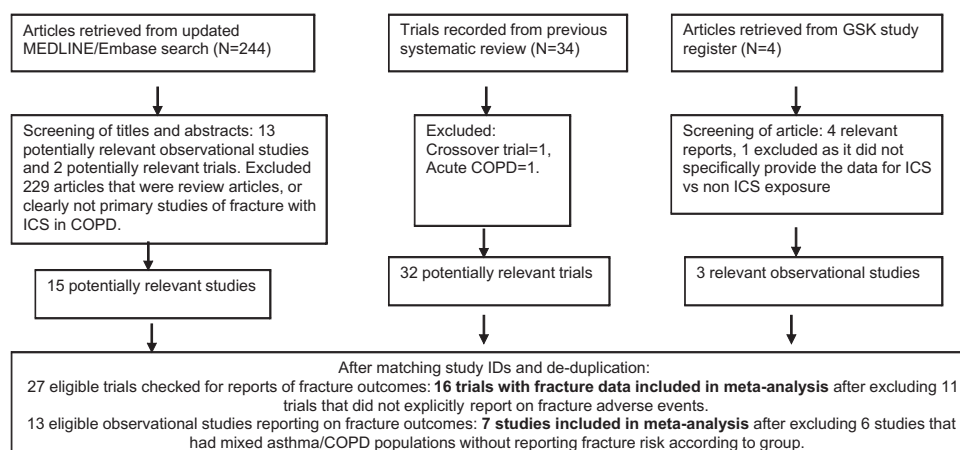 Articles retrieved from updated
MEDLINE/Embase search (N=244)
Trials recorded from previous
systematic review (N=34)
Articles retrieved from GSK study
register (N=4)
Screening of titles and abstracts: 13
potentially relevant observational studies
and 2 potentially relevant trials. Excluded
229 articles that were review articles, or
clearly not primary studies of fracture with
ICS in COPD.
Excluded:
Crossover trial=1,
Acute COPD=1.
Screening of article: 4 relevant
reports, 1 excluded as it did not
specifically provide the data for ICS
vs non ICS exposure
15 potentially relevant studies
32 potentially relevant trials
3 relevant observational studies
After matching study IDs and de-duplication:
27 eligible trials checked for reports of fracture outcomes: 16 trials with fracture data included in meta-analysis after excluding 11
trials that did not explicitly report on fracture adverse events.
13 eligible observational studies reporting on fracture outcomes: 7 studies included in meta-analysis after excluding 6 studies that
had mixed asthma/COPD populations without reporting fracture risk according to group.